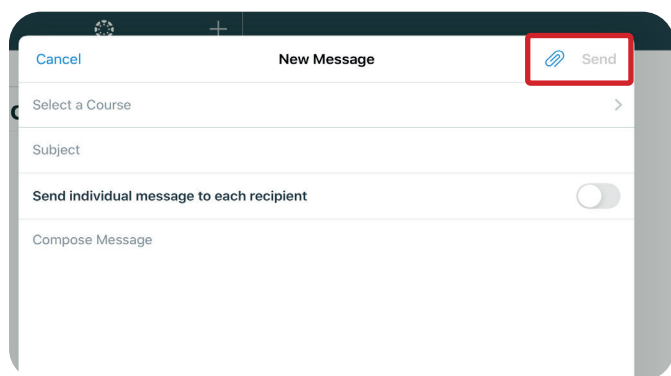 Cancel New Message Send
Select a Course
Subject
Send individual message to each recipient
Compose Message